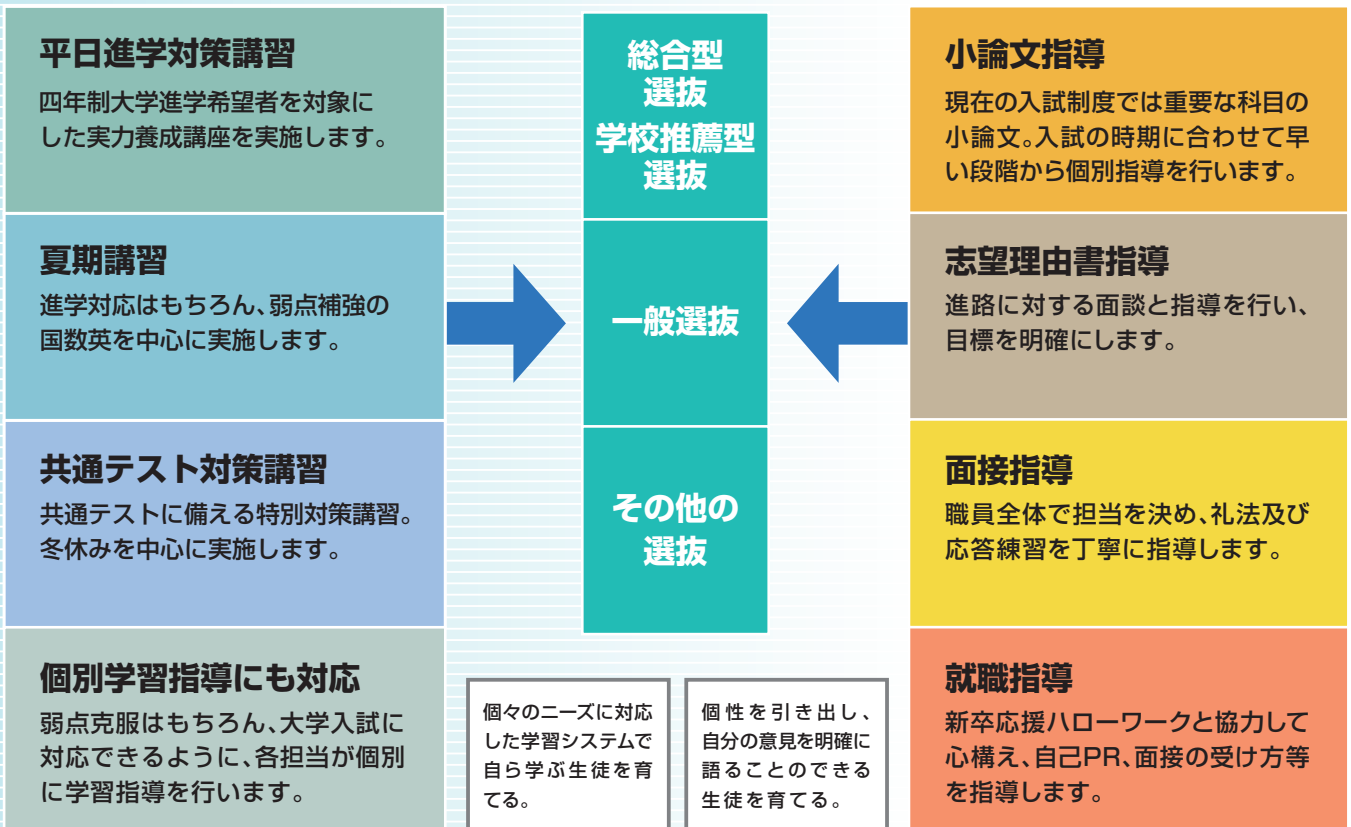 平日進学対策講習
四年制大学進学希望者を対象に
した実力養成講座を実施します。
夏期講習
進学対応はもちろん、弱点補強の
国数英を中心に実施します。
共通テスト対策講習
共通テストに備える特別対策講習。
冬休みを中心に実施します。
個別学習指導にも対応
弱点克服はもちろん、大学入試に
対応できるように、各担当が個別
に学習指導を行います。
総合型
選抜
学校推薦型
選抜
一般選抜
その他の
選抜
個々のニーズに対応
した学習システムで
自ら学ぶ生徒を育
てる。
個性を引き出し、
自分の意見を明確に
語ることのできる
生徒を育てる。
小論文指導
現在の入試制度では重要な科目の
小論文。入試の時期に合わせて早
い段階から個別指導を行います。
志望理由書指導
進路に対する面談と指導を行い、
目標を明確にします。
面接指導
職員全体で担当を決め、礼法及び
応答練習を丁寧に指導します。
就職指導
新卒応援ハローワークと協力して
心構え、自己PR、面接の受け方等
を指導します。